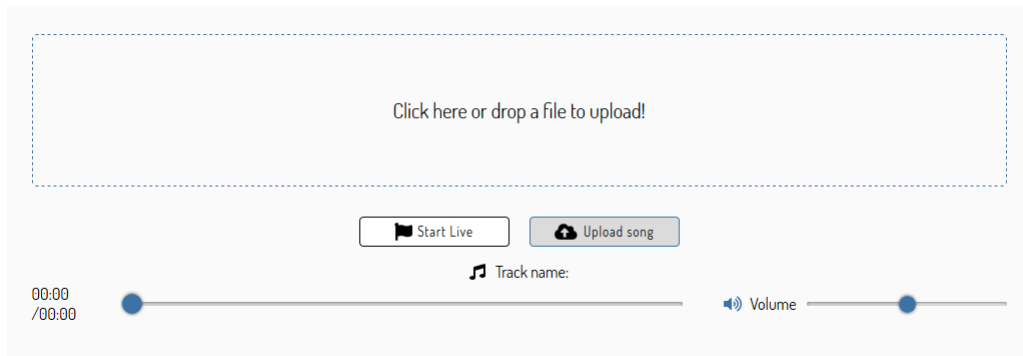 Click here or drop a file to upload!
Start Live
Upload song
Track name:
00:00
/00:00
Volume